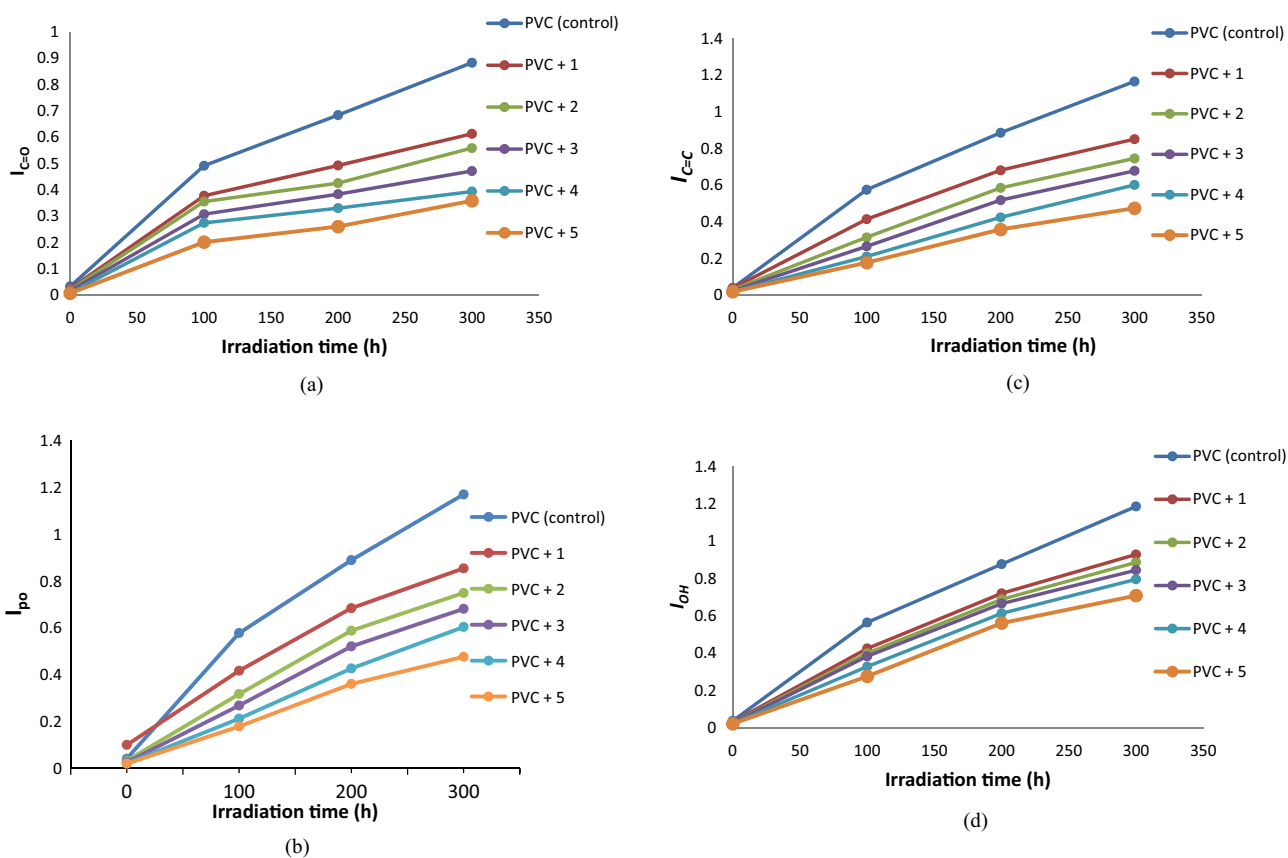 1
0.9
0.8
0.7
0.6
0.5
0.4
0.3
0.2
0.1
0
I_C=O
0 50 100 150 200 250 300 350
Irradiation time (h)
PVC (control)
PVC + 1
PVC + 2
PVC + 3
PVC + 4
PVC + 5
(a)
1.4
1.2
1
0.8
0.6
0.4
0.2
0
I_C=C
0 50 100 150 200 250 300 350
Irradiation time (h)
PVC (control)
PVC + 1
PVC + 2
PVC + 3
PVC + 4
PVC + 5
(c)
1.4
1.2
1
0.8
0.6
0.4
0.2
0
I_po
0 100 200 300
Irradiation time (h)
PVC (control)
PVC + 1
PVC + 2
PVC + 3
PVC + 4
PVC + 5
(b)
1.4
1.2
1
0.8
0.6
0.4
0.2
0
I_OH
0 50 100 150 200 250 300 350
Irradiation time (h)
PVC (control)
PVC + 1
PVC + 2
PVC + 3
PVC + 4
PVC + 5
(d)